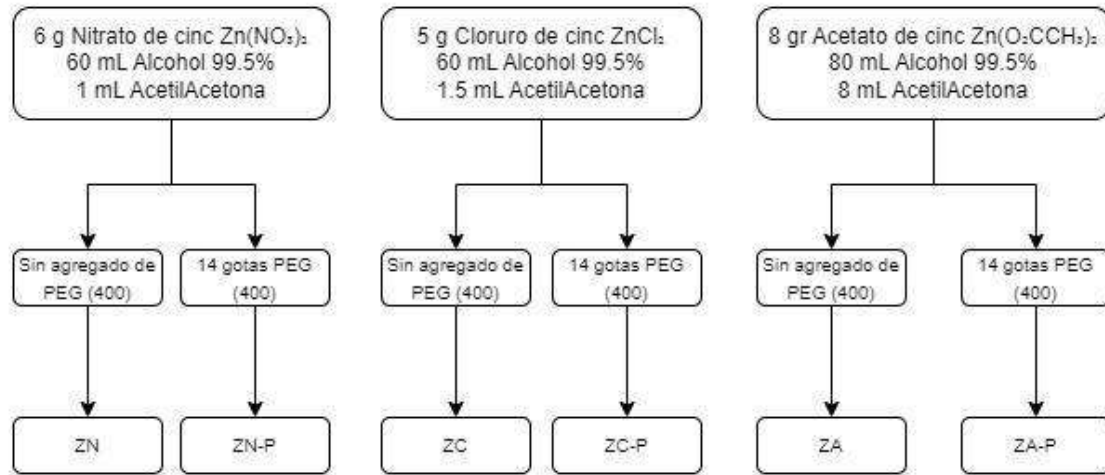 6 g Nitrato de cinc Zn(NO₃)₂
60 mL Alcohol 99.5%
1 mL AcetilAcetona
5 g Cloruro de cinc ZnCl₂
60 mL Alcohol 99.5%
1.5 mL AcetilAcetona
8 gr Acetato de cinc Zn(O₂CCH₃)₂
80 mL Alcohol 99.5%
8 mL AcetilAcetona
Sin agregado de
PEG (400)
14 gotas PEG
(400)
Sin agregado de
PEG (400)
14 gotas PEG
(400)
Sin agregado de
PEG (400)
14 gotas PEG
(400)
ZN
ZN-P
ZC
ZC-P
ZA
ZA-P